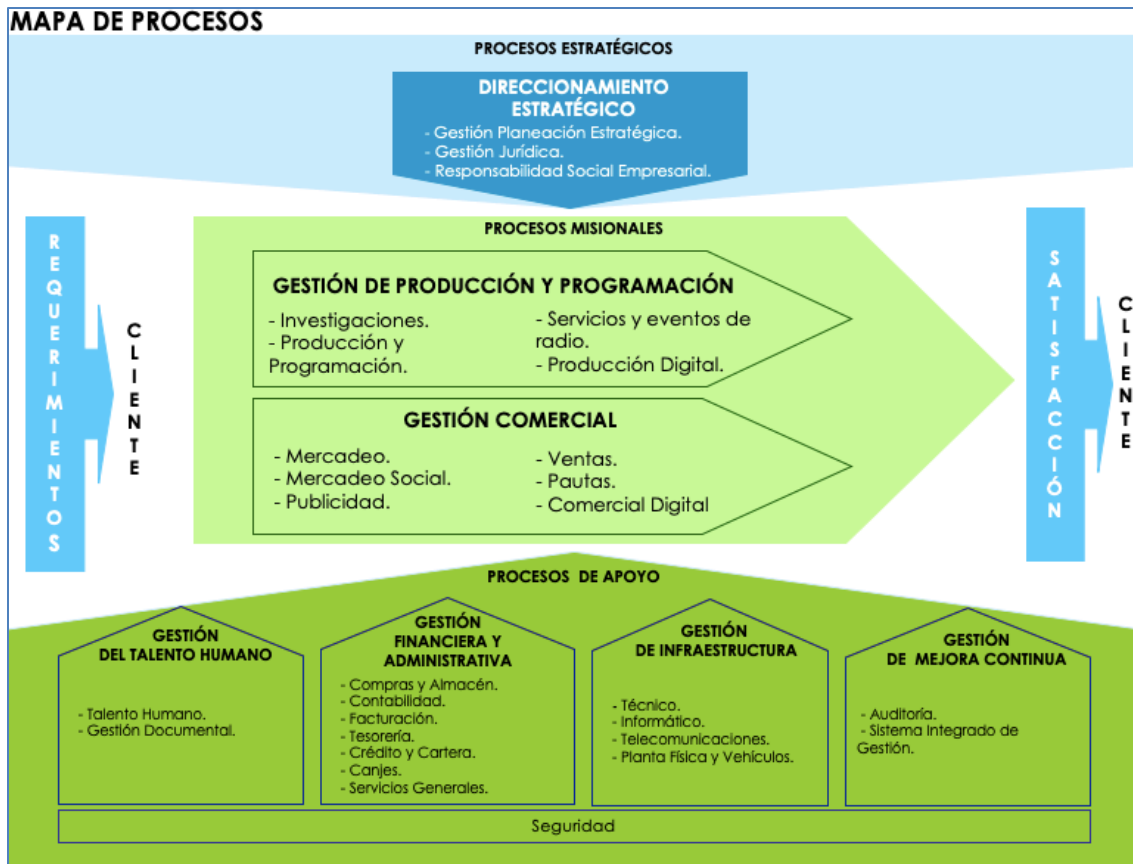 MAPA DE PROCESOS
PROCESOS ESTRATÉGICOS
DIRECCIONAMIENTO
ESTRATÉGICO
- Gestión Planeación Estratégica.
- Gestión Jurídica.
- Responsabilidad Social Empresarial.
REQUERIMIENTOS
CLIENTE
PROCESOS MISIONALES
GESTIÓN DE PRODUCCIÓN Y PROGRAMACIÓN
- Investigaciones.
- Producción y
Programación.
- Servicios y eventos de
radio.
- Producción Digital.
GESTIÓN COMERCIAL
- Mercadeo.
- Mercadeo Social.
- Publicidad.
- Ventas.
- Pautas.
- Comercial Digital
SATISFACCIÓN
CLIENTE
PROCESOS DE APOYO
GESTIÓN
DEL TALENTO HUMANO
- Talento Humano.
- Gestión Documental.
GESTIÓN
FINANCIERA Y
ADMINISTRATIVA
- Compras y Almacén.
- Contabilidad.
- Facturación.
- Tesorería.
- Crédito y Cartera.
- Canjes.
- Servicios Generales.
GESTIÓN
DE INFRAESTRUCTURA
- Técnico.
- Informático.
- Telecomunicaciones.
- Planta Física y Vehículos.
GESTIÓN
DE MEJORA CONTINUA
- Auditoría.
- Sistema Integrado de
Gestión.
Seguridad